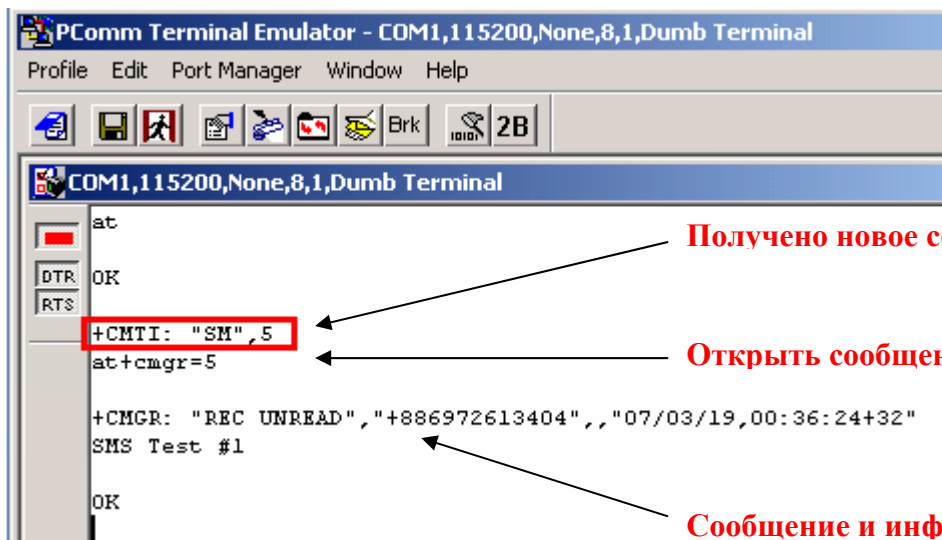 PComm Terminal Emulator - COM1,115200,None,8,1,Dumb Terminal
Profile Edit Port Manager Window Help
Brk 2B
COM1,115200,None,8,1,Dumb Terminal
at
Получено новое
DTR OK
RTS
+CMTI: "SM",5
at+cmgr=5
Открыть
+CMGR: "REC UNREAD","+886972613404",,"07/03/19,00:36:24+32"
SMS Test #1
OK
Сообщение и